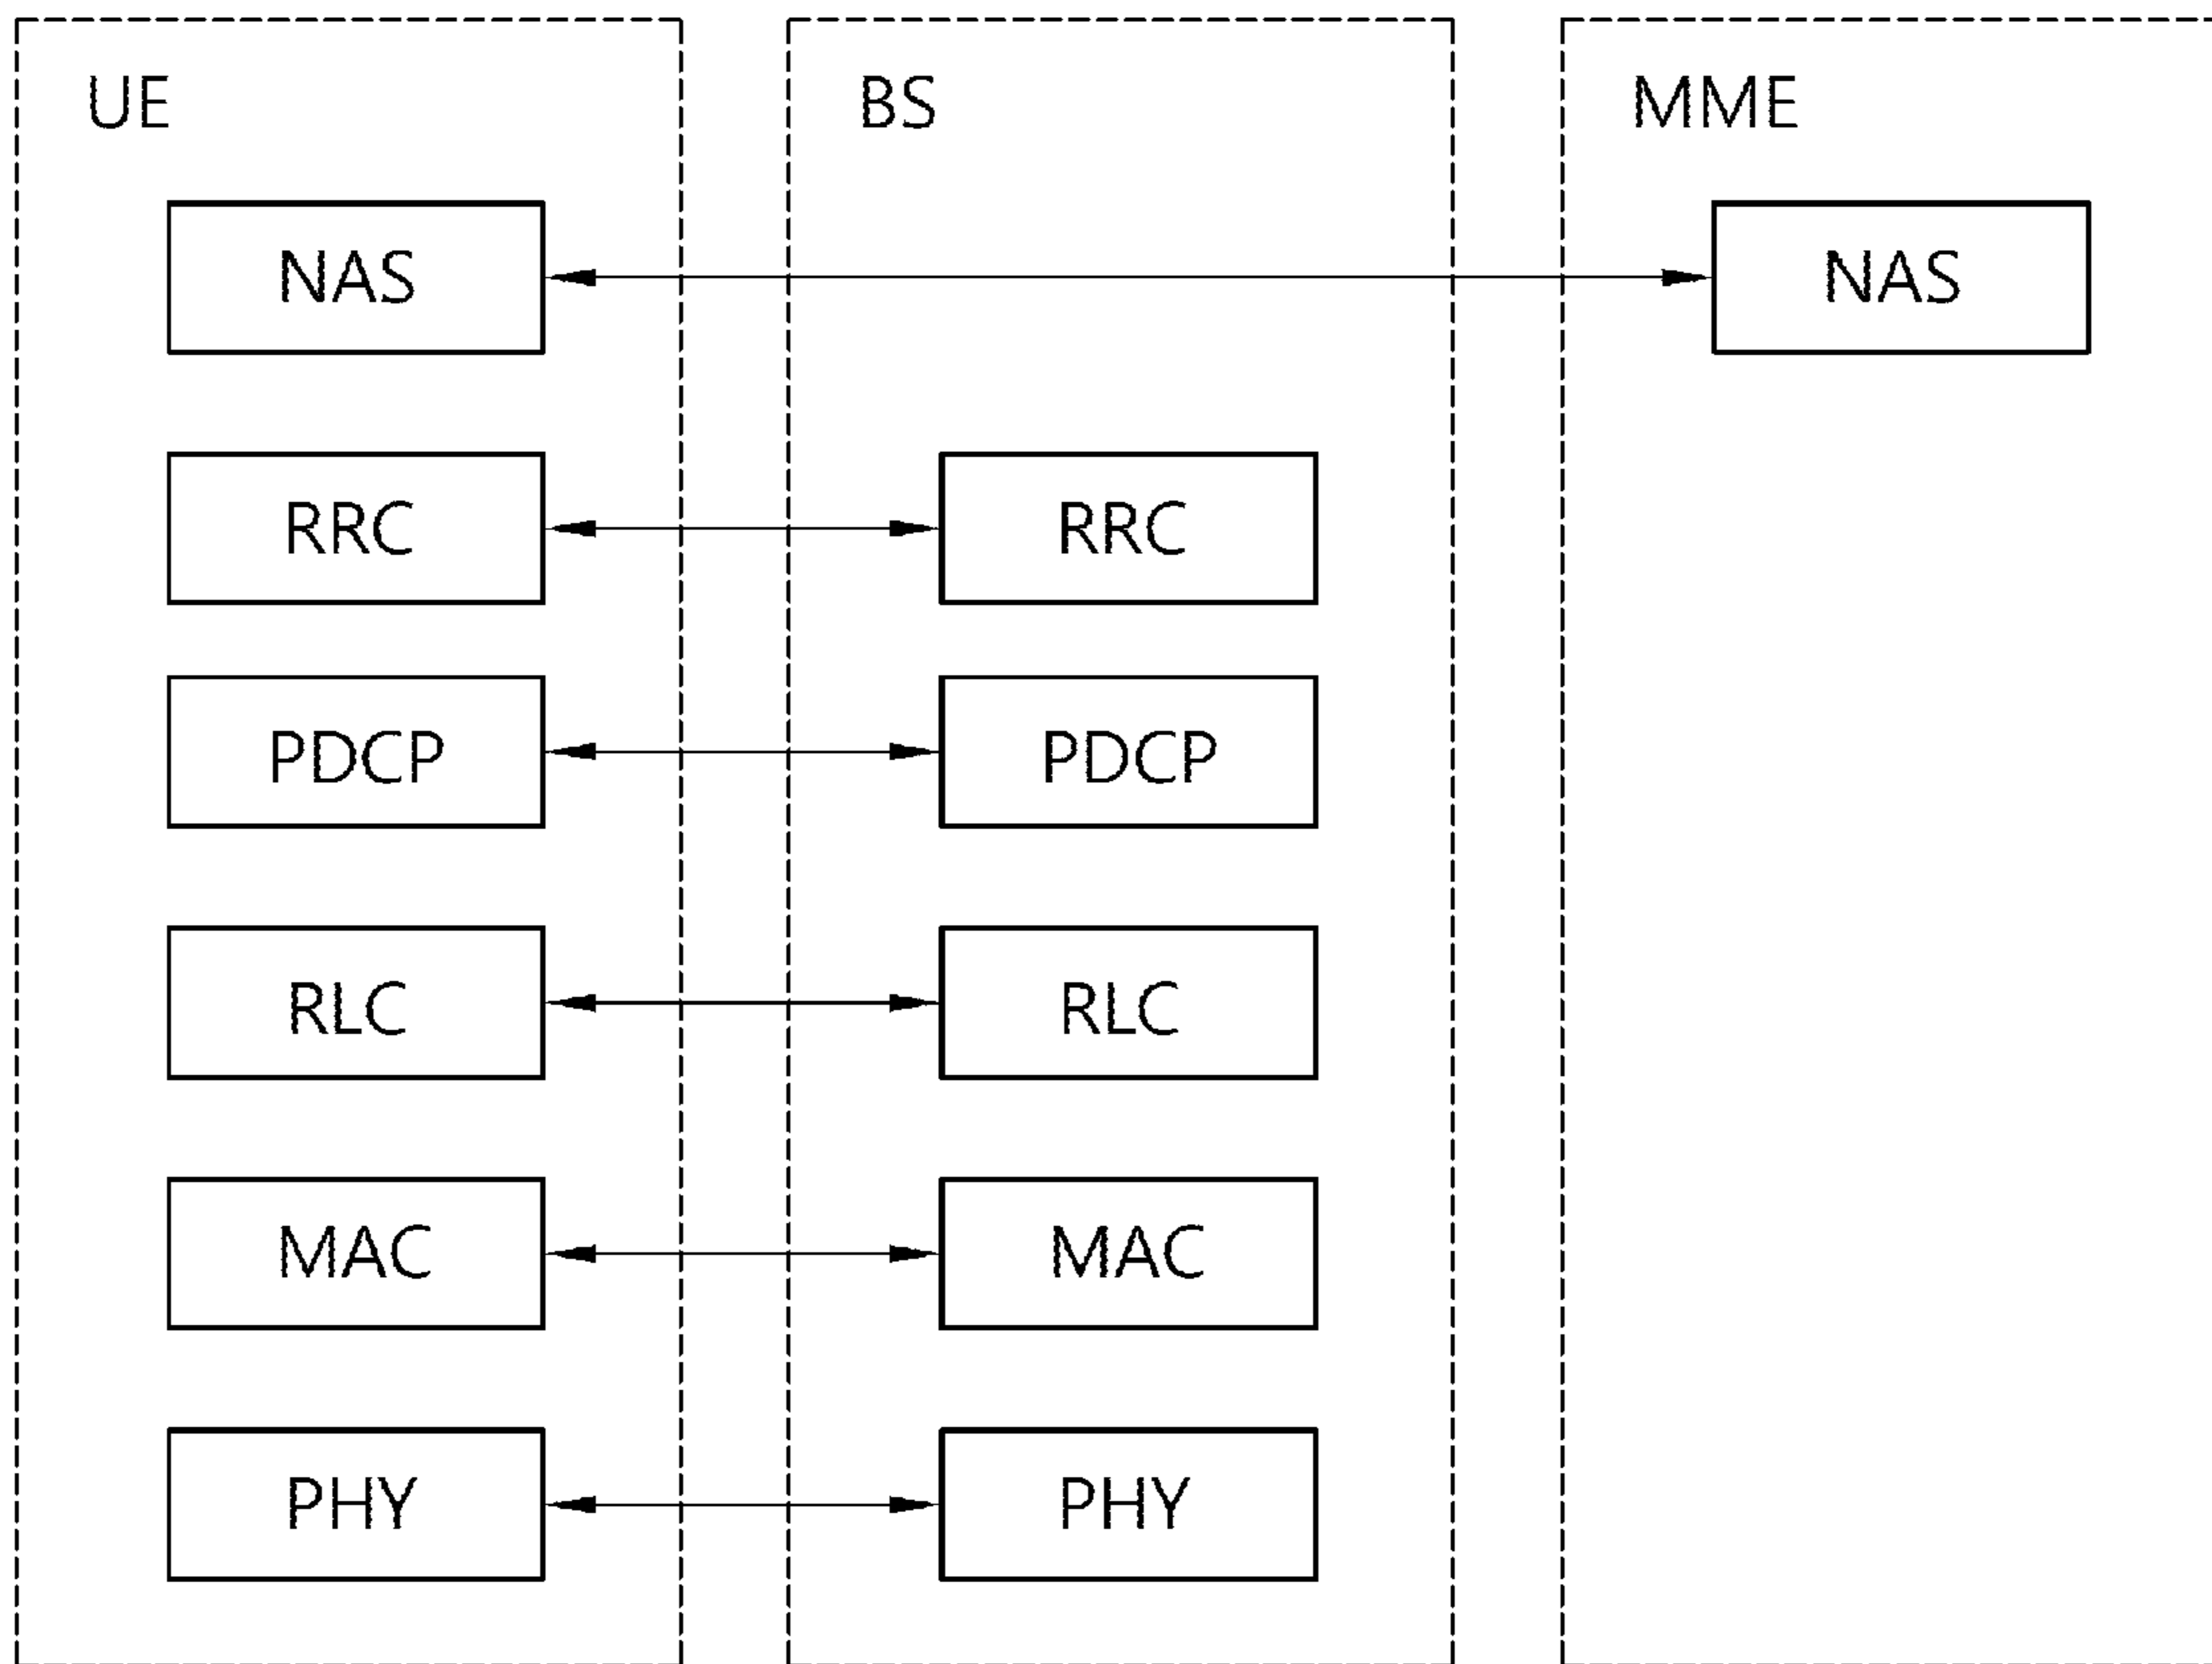 UE BS MME
NAS NAS
RRC RRC
PDCP PDCP
RLC RLC
MAC MAC
PHY PHY